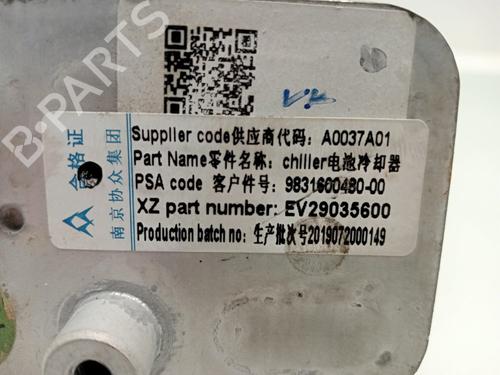 B-PARTS
合格证
南京协众集团
Supplier code供应商代码: A0037A01
Part Name零件名称: chiller电池冷却器
PSA code 客户件号: 9831600480-00
XZ part number: EV29035600
Production batch no: 生产批次号2019072000149